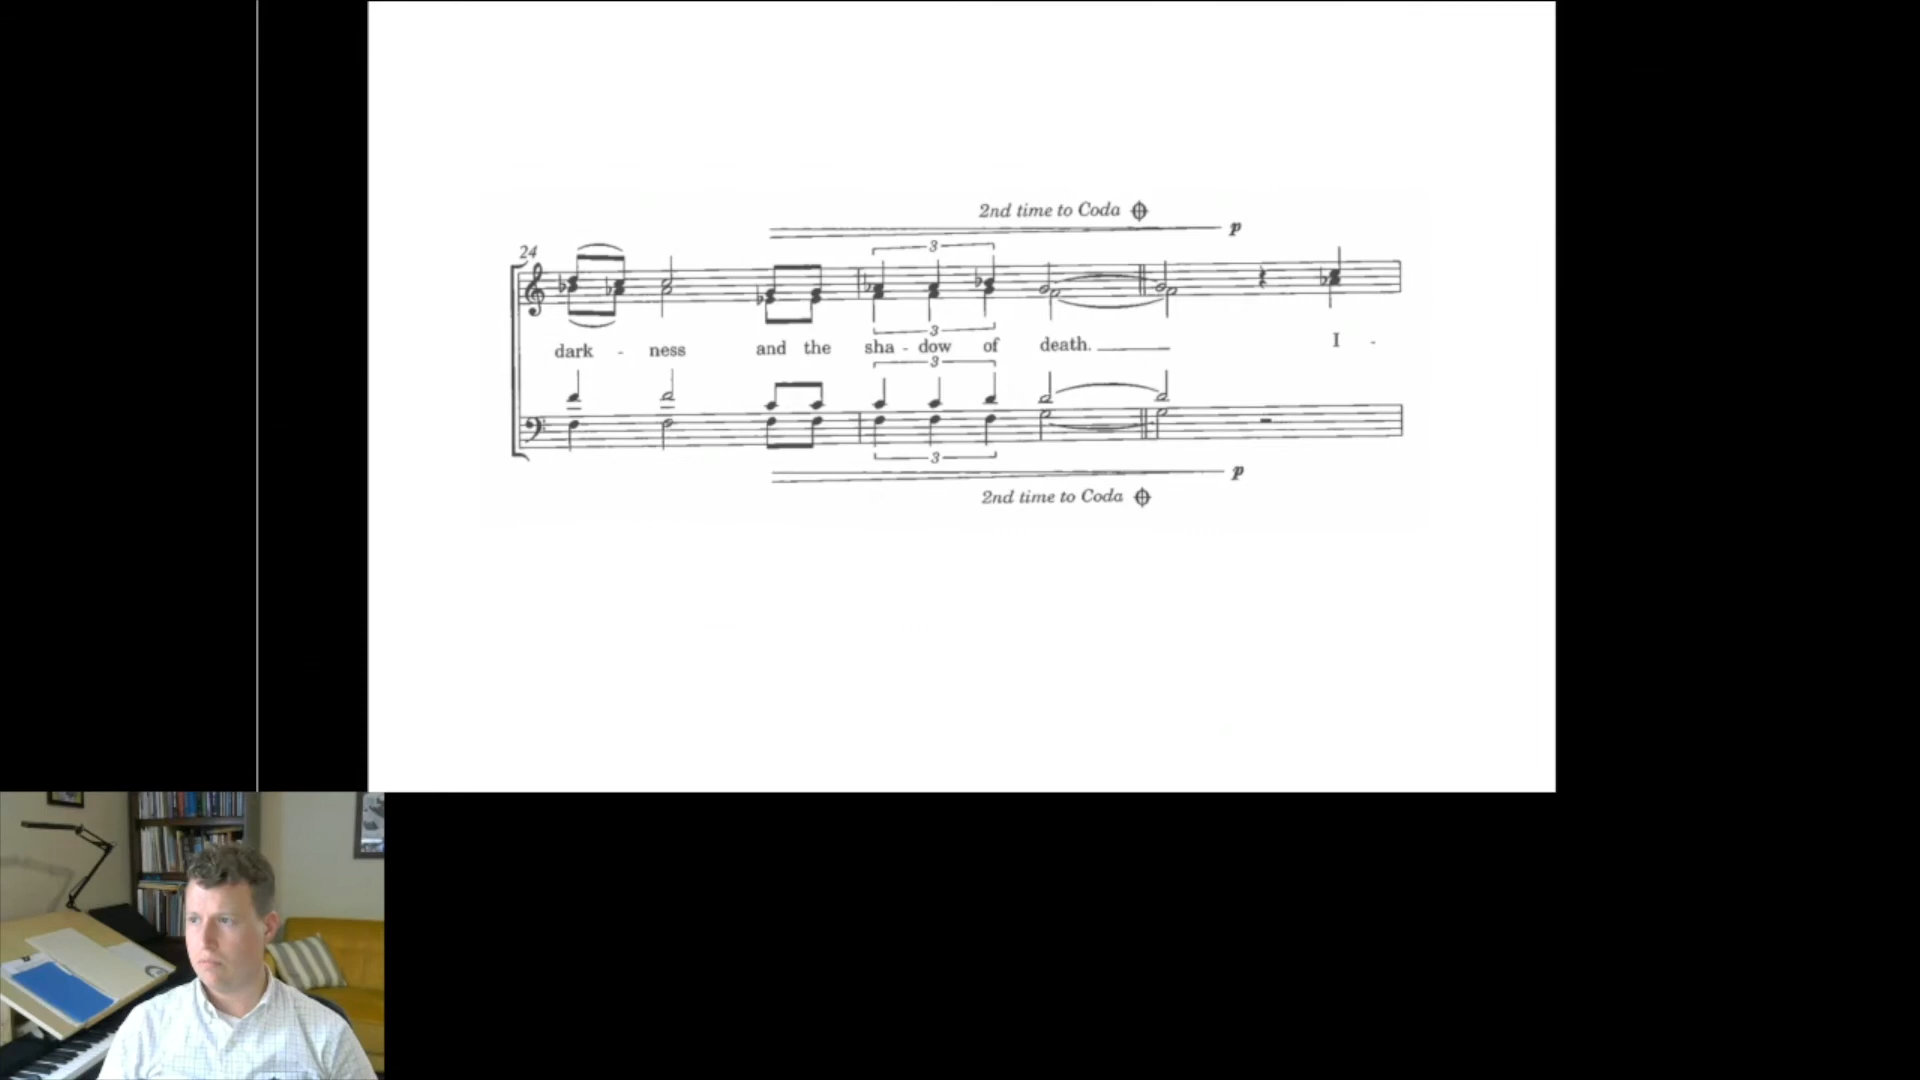 2nd time to Coda
p
24
3
3
dark - ness and the sha - dow of death. I -
3
3
p
2nd time to Coda